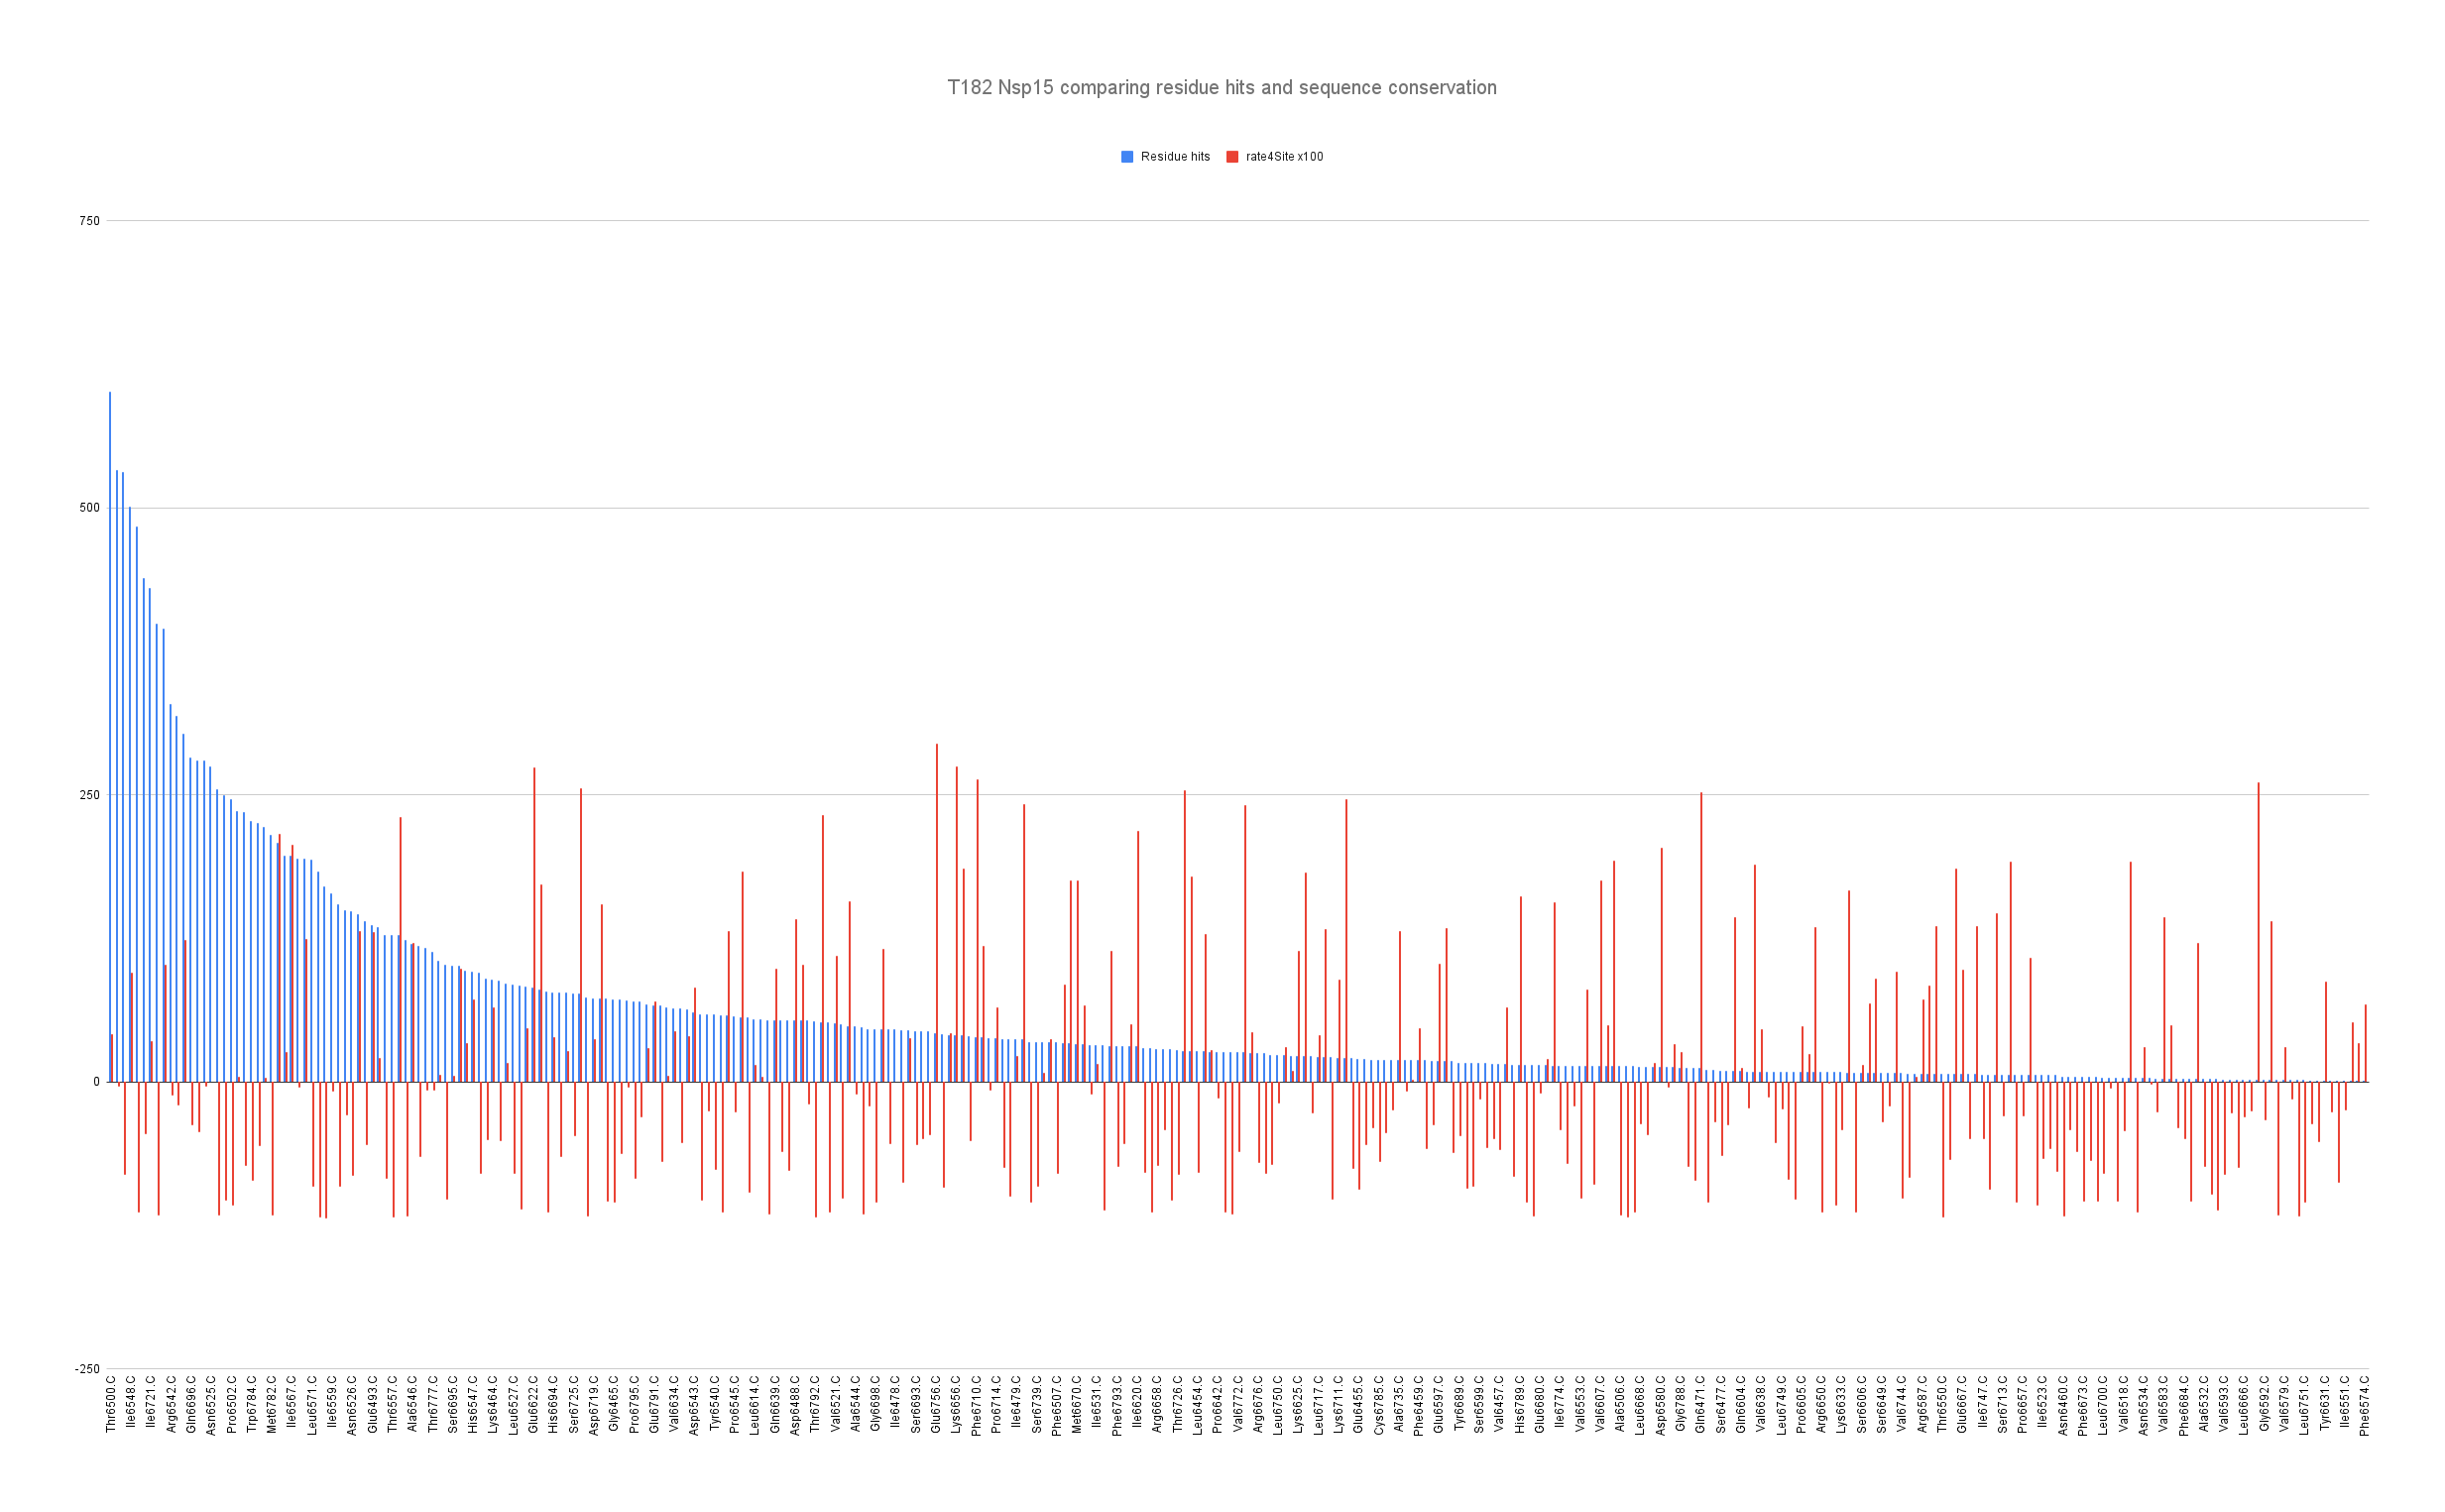 T182 Nsp15 comparing residue hits and sequence conservation
Residue hits
rate4Site x100
750
500
250
0
-250
Thr6500.C
Ile6548.C
Ile6721.C
Arg6542.C
Gln6696.C
Asn6525.C
Pro6502.C
Trp6784.C
Met6782.C
Ile6567.C
Leu6571.C
Ile6559.C
Asn6526.C
Glu6493.C
Thr6557.C
Ala6546.C
Thr6777.C
Ser6695.C
His6547.C
Lys6464.C
Leu6527.C
Glu6622.C
His6694.C
Ser6725.C
Asp6719.C
Gly6465.C
Pro6795.C
Glu6791.C
Val6634.C
Asp6543.C
Tyr6540.C
Pro6545.C
Leu6614.C
Gln6639.C
Asp6488.C
Thr6792.C
Val6521.C
Ala6544.C
Gly6698.C
Ile6478.C
Ser6693.C
Glu6756.C
Lys6656.C
Phe6710.C
Pro6714.C
Ile6479.C
Ser6739.C
Phe6507.C
Met6670.C
Ile6531.C
Phe6793.C
Ile6620.C
Arg6658.C
Thr6726.C
Leu6454.C
Pro6642.C
Val6772.C
Arg6676.C
Leu6750.C
Lys6625.C
Leu6717.C
Lys6711.C
Glu6455.C
Cys6785.C
Ala6735.C
Phe6459.C
Glu6597.C
Tyr6689.C
Ser6599.C
Val6457.C
His6789.C
Glu6680.C
Ile6774.C
Val6553.C
Val6607.C
Ala6506.C
Leu6668.C
Asp6580.C
Gly6788.C
Gln6471.C
Ser6477.C
Gln6604.C
Val6638.C
Leu6749.C
Pro6605.C
Arg6650.C
Lys6633.C
Ser6606.C
Ser6649.C
Val6744.C
Arg6587.C
Thr6550.C
Glu6667.C
Ile6747.C
Ser6713.C
Pro6657.C
Ile6523.C
Asn6460.C
Phe6673.C
Leu6700.C
Val6518.C
Asn6534.C
Val6583.C
Phe6684.C
Ala6532.C
Val6593.C
Leu6666.C
Gly6592.C
Val6579.C
Leu6751.C
Tyr6631.C
Ile6551.C
Phe6574.C